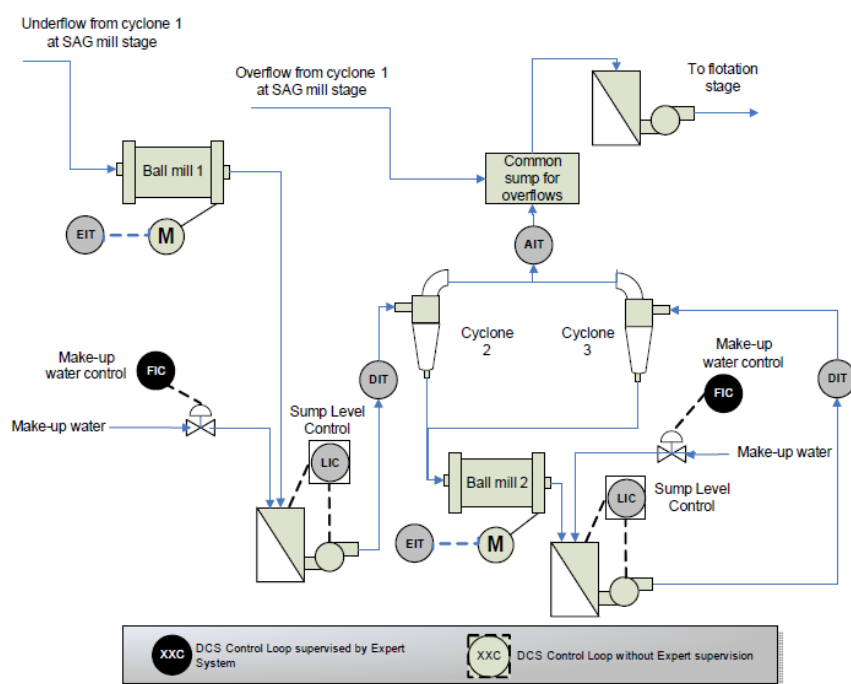 Underflow from cyclone 1
at SAG mill stage
Overflow from cyclone 1
at SAG mill stage
To flotation
stage
Ball mill 1
Common
sump for
overflows
EIT
M
AIT
Cyclone
2
Cyclone
3
Make-up
water control
FIC
DIT
Make-up
water control
FIC
DIT
Sump Level
Control
Make-up water
LIC
Make-up water
Ball mill 2
Sump Level
Control
LIC
EIT
M
XXC
DCS Control Loop supervised by Expert
System
XXC
DCS Control Loop without Expert supervision